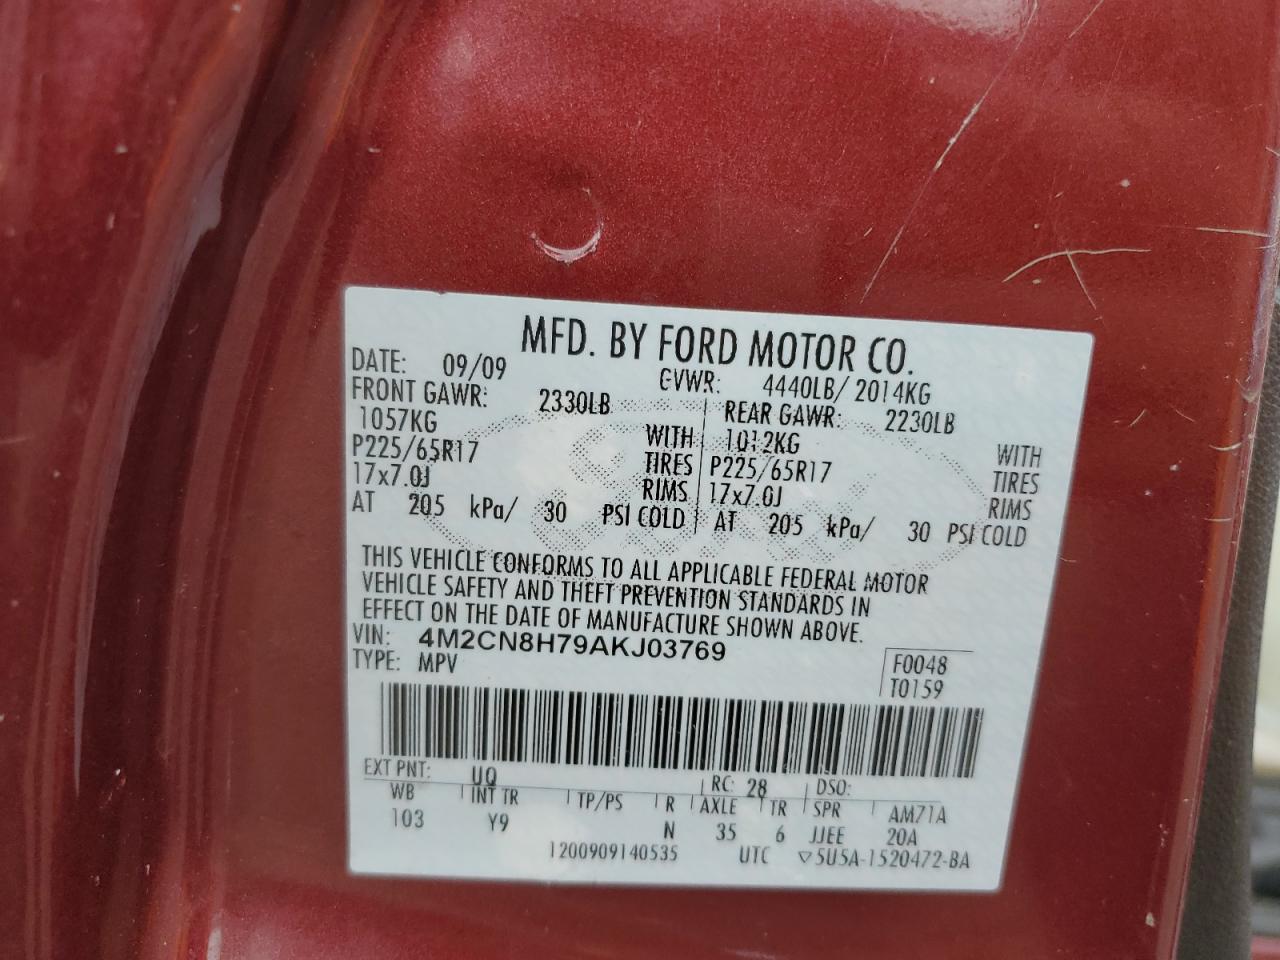 MFD. BY FORD MOTOR CO.
DATE: 09/09 GVWR: 4440LB/ 2014KG
FRONT GAWR: 2330LB REAR GAWR: 2230LB
1057KG WITH 1012KG WITH
P225/65R17 TIRES P225/65R17 TIRES
17x7.0J RIMS 17x7.0J RIMS
AT 205 kPa/ 30 PSI COLD AT 205 kPa/ 30 PSI COLD
THIS VEHICLE CONFORMS TO ALL APPLICABLE FEDERAL MOTOR
VEHICLE SAFETY AND THEFT PREVENTION STANDARDS IN
EFFECT ON THE DATE OF MANUFACTURE SHOWN ABOVE.
VIN: 4M2CN8H79AKJ03769
TYPE: MPV F0048
T0159
EXT PNT: UQ RC: 28 DSO:
WB INT TR TP/PS R AXLE TR SPR AM71A
103 Y9 N 35 6 JJEE 20A
1200909140535 UTC ▽5U5A-1520472-BA